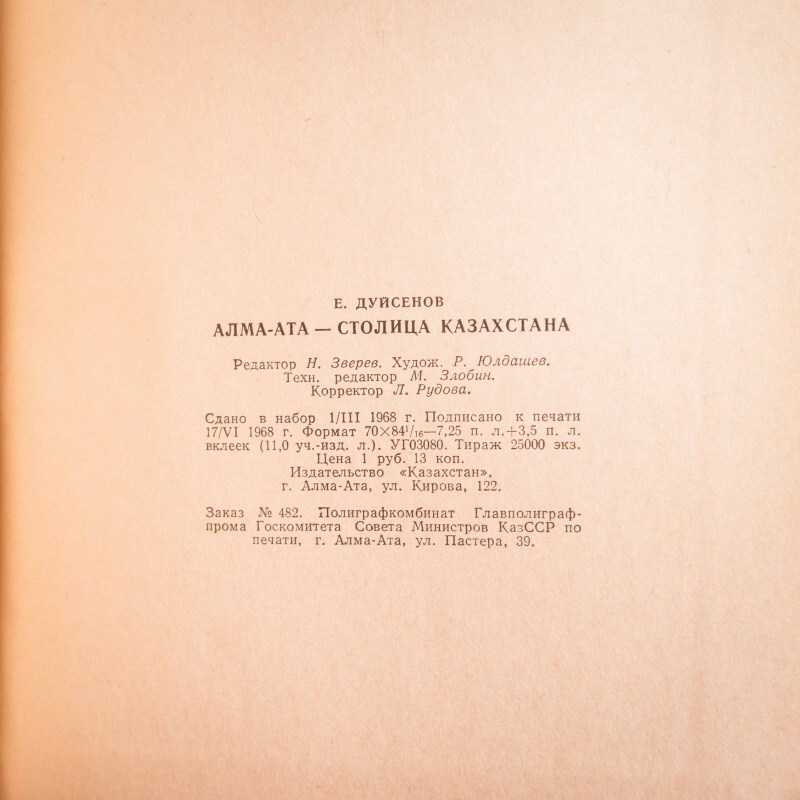 Е. ДУЙСЕНОВ
АЛМА-АТА — СТОЛИЦА КАЗАХСТАНА
Редактор Н. Зверев. Худож. Р. Юлдашев.
Техн. редактор М. Злобин.
Корректор Л. Рудова.
Сдано в набор 1/III 1968 г. Подписано к печати
17/VI 1968 г. Формат 70×84¹/₁₆—7,25 п. л.+3,5 п. л.
вклеек (11,0 уч.-изд. л.). УГ03080. Тираж 25000 экз.
Цена 1 руб. 13 коп.
Издательство «Казахстан»,
г. Алма-Ата, ул. Кирова, 122.
Заказ № 482. Полиграфкомбинат Главполиграф-
прома Госкомитета Совета Министров КазССР по
печати, г. Алма-Ата, ул. Пастера, 39.